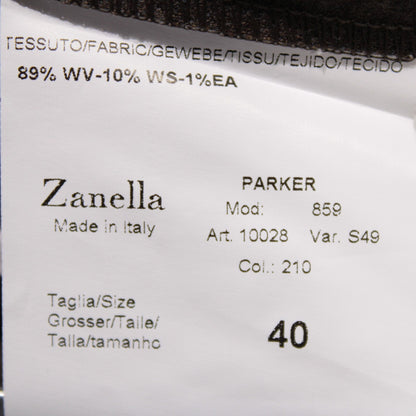 TESSUTO/FABRIC/GEWEBE/TISSU/TEJIDO/TECIDO
89% WV-10% WS-1%EA
Zanella
Made in Italy
PARKER
Mod: 859
Art. 10028 Var. S49
Col.: 210
Taglia/Size
Grosser/Taile/
Talla/tamanho
40